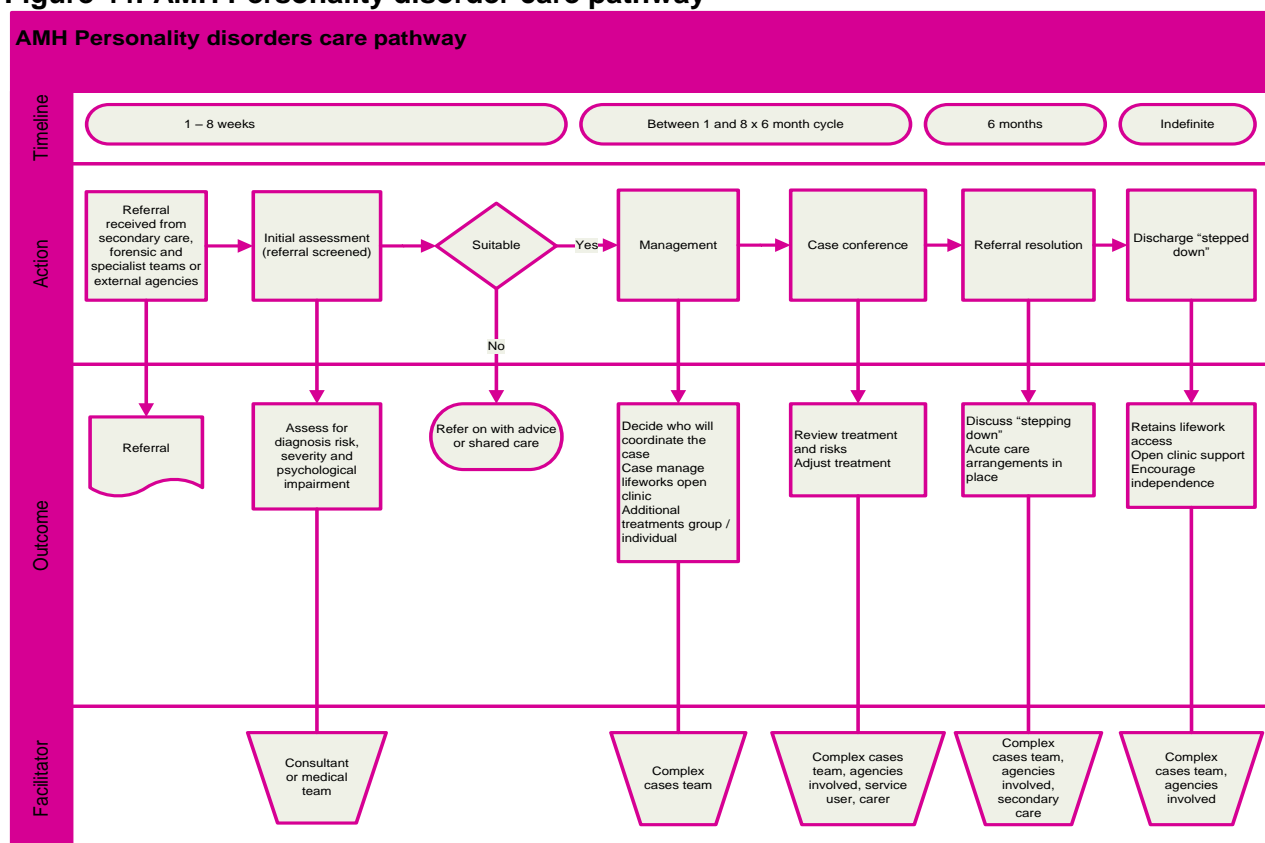 AMH Personality disorders care pathway
Timeline
1 – 8 weeks
Between 1 and 8 x 6 month cycle
6 months
Indefinite
Action
Referral
received from
secondary care,
forensic and
specialist teams or
external agencies
Initial assessment
(referral screened)
Suitable
Yes
No
Management
Case conference
Referral resolution
Discharge “stepped
down”
Outcome
Referral
Assess for
diagnosis risk,
severity and
psychological
impairment
Refer on with advice
or shared care
Decide who will
coordinate the
case
Case manage
lifeworks open
clinic
Additional
treatments group /
individual
Review treatment
and risks
Adjust treatment
Discuss “stepping
down”
Acute care
arrangements in
place
Retains lifework
access
Open clinic support
Encourage
independence
Facilitator
Consultant
or medical
team
Complex
cases team
Complex cases
team, agencies
involved, service
user, carer
Complex
cases team,
agencies
involved,
secondary
care
Complex
cases team,
agencies
involved